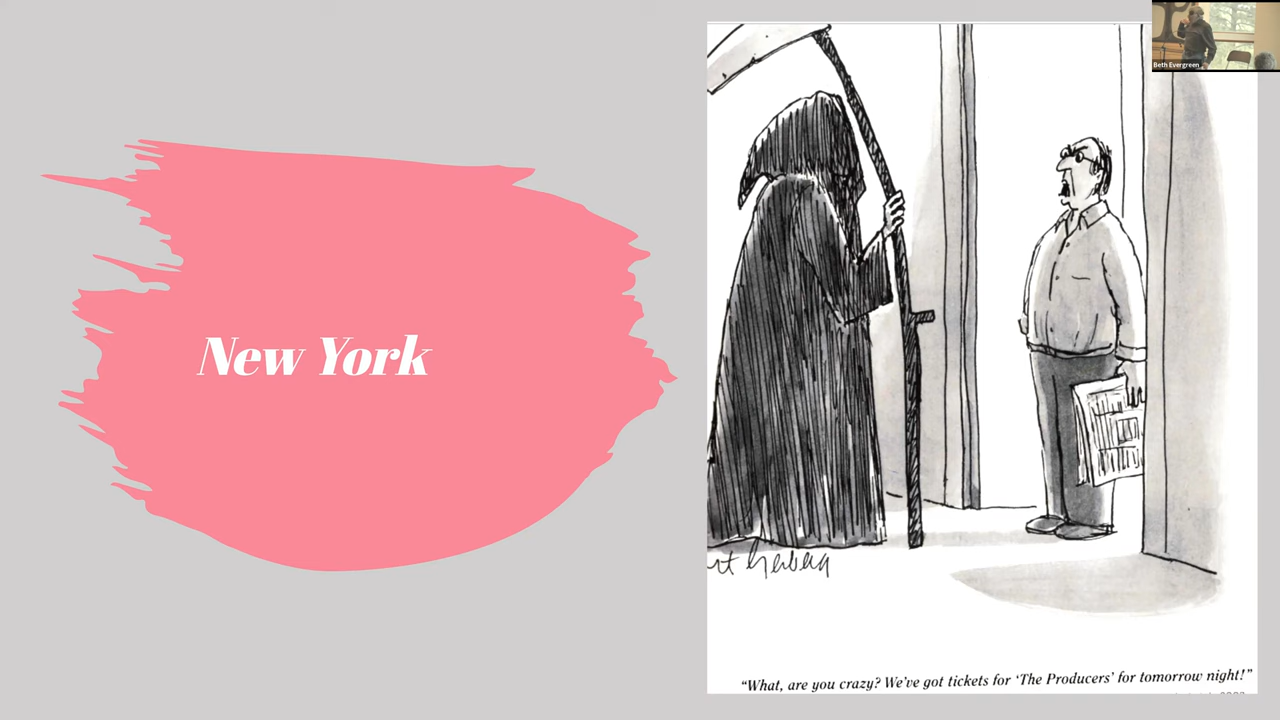 Beth Evergreen
New York
“What, are you crazy? We’ve got tickets for ‘The Producers’ for tomorrow night!”